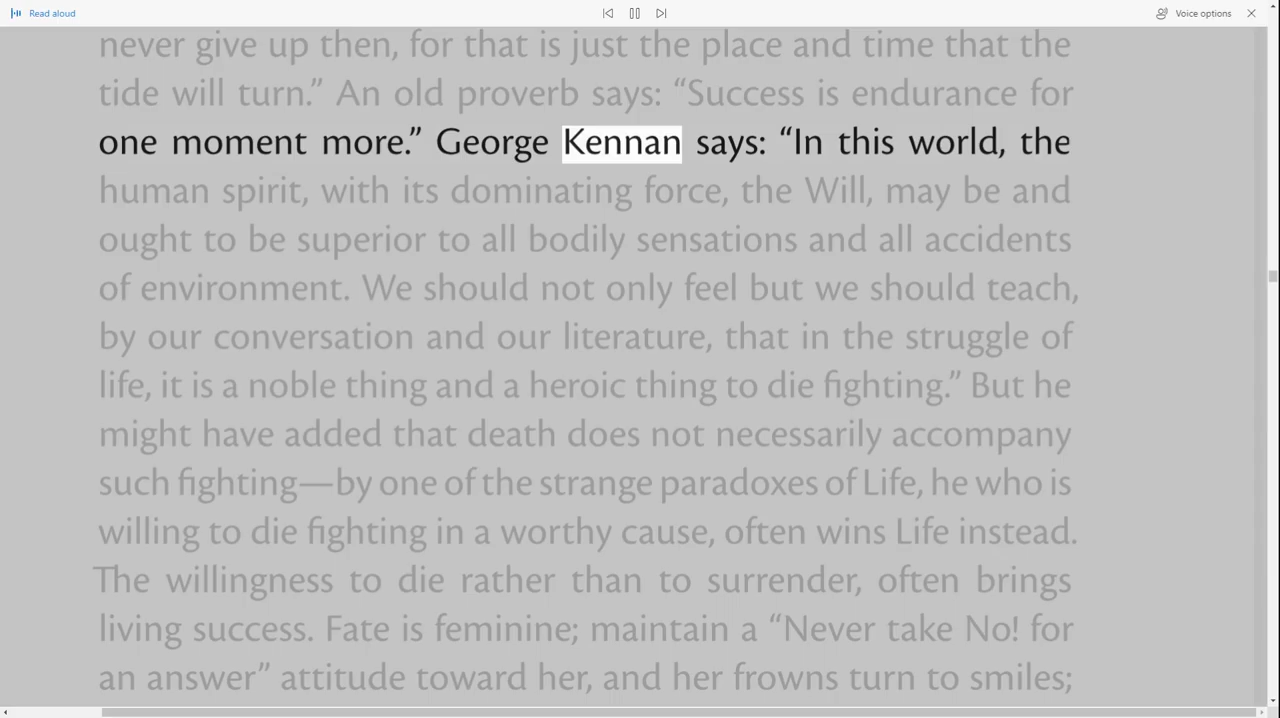 Read aloud
Voice options
never give up then, for that is just the place and time that the
tide will turn.” An old proverb says: “Success is endurance for
one moment more.” George Kennan says: “In this world, the
human spirit, with its dominating force, the Will, may be and
ought to be superior to all bodily sensations and all accidents
of environment. We should not only feel but we should teach,
by our conversation and our literature, that in the struggle of
life, it is a noble thing and a heroic thing to die fighting.” But he
might have added that death does not necessarily accompany
such fighting—by one of the strange paradoxes of Life, he who is
willing to die fighting in a worthy cause, often wins Life instead.
The willingness to die rather than to surrender, often brings
living success. Fate is feminine; maintain a “Never take No! for
an answer” attitude toward her, and her frowns turn to smiles;